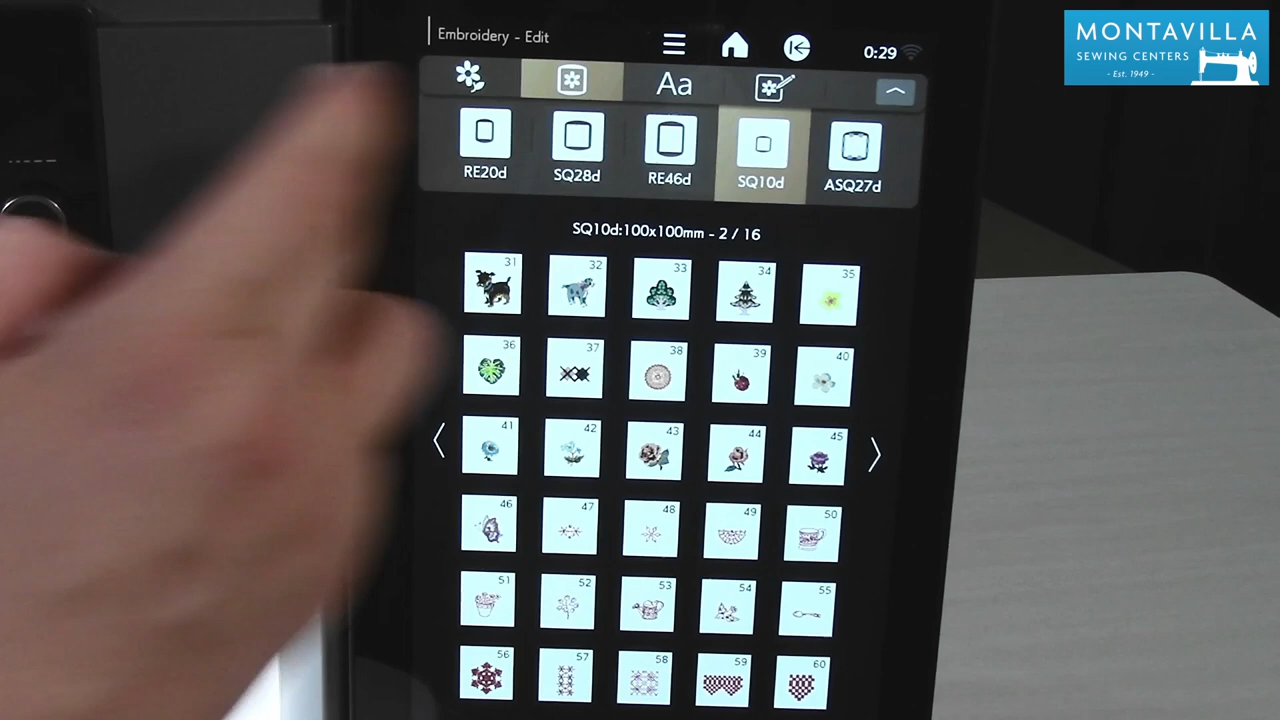 Embroidery - Edit
0:29
MONTAVILLA
SEWING CENTERS
- Est. 1949 -
Aa
RE20d SQ28d RE46d SQ10d ASQ27d
SQ10d:100x100mm - 2 / 16
31 32 33 34 35
36 37 38 39 40
41 42 43 44 45
46 47 48 49 50
51 52 53 54 55
56 57 58 59 60